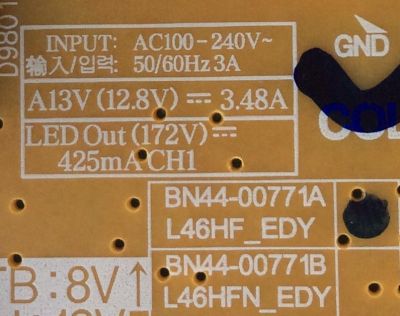 D9801
INPUT: AC100-240V~
输入/입력: 50/60Hz 3A
GND
A13V (12.8V) ⎓ 3.48A
LED Out (172V) ⎓
425mA CH1
BN44-00771A
L46HF_EDY
BN44-00771B
L46HFN_EDY
TB : 8V↑